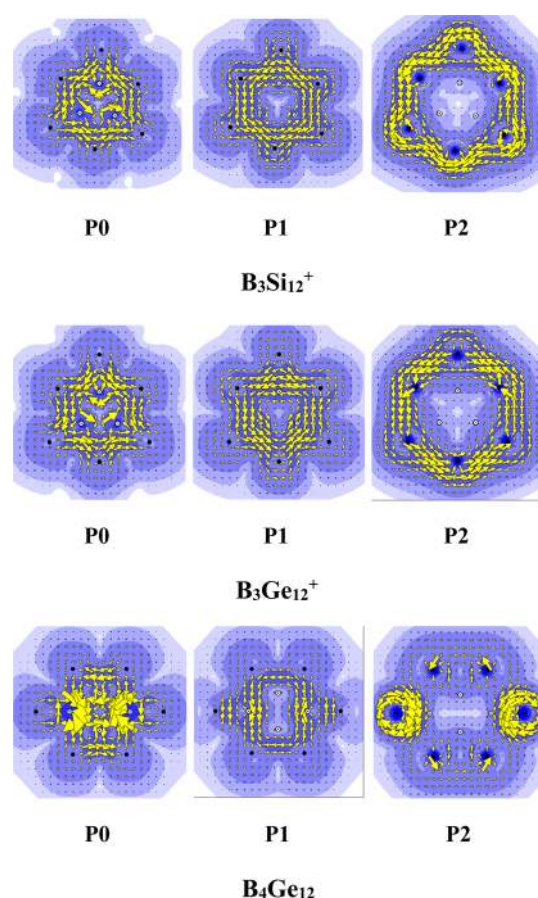 P0 P1 P2
B₃Si₁₂⁺
P0 P1 P2
B₃Ge₁₂⁺
P0 P1 P2
B₄Ge₁₂